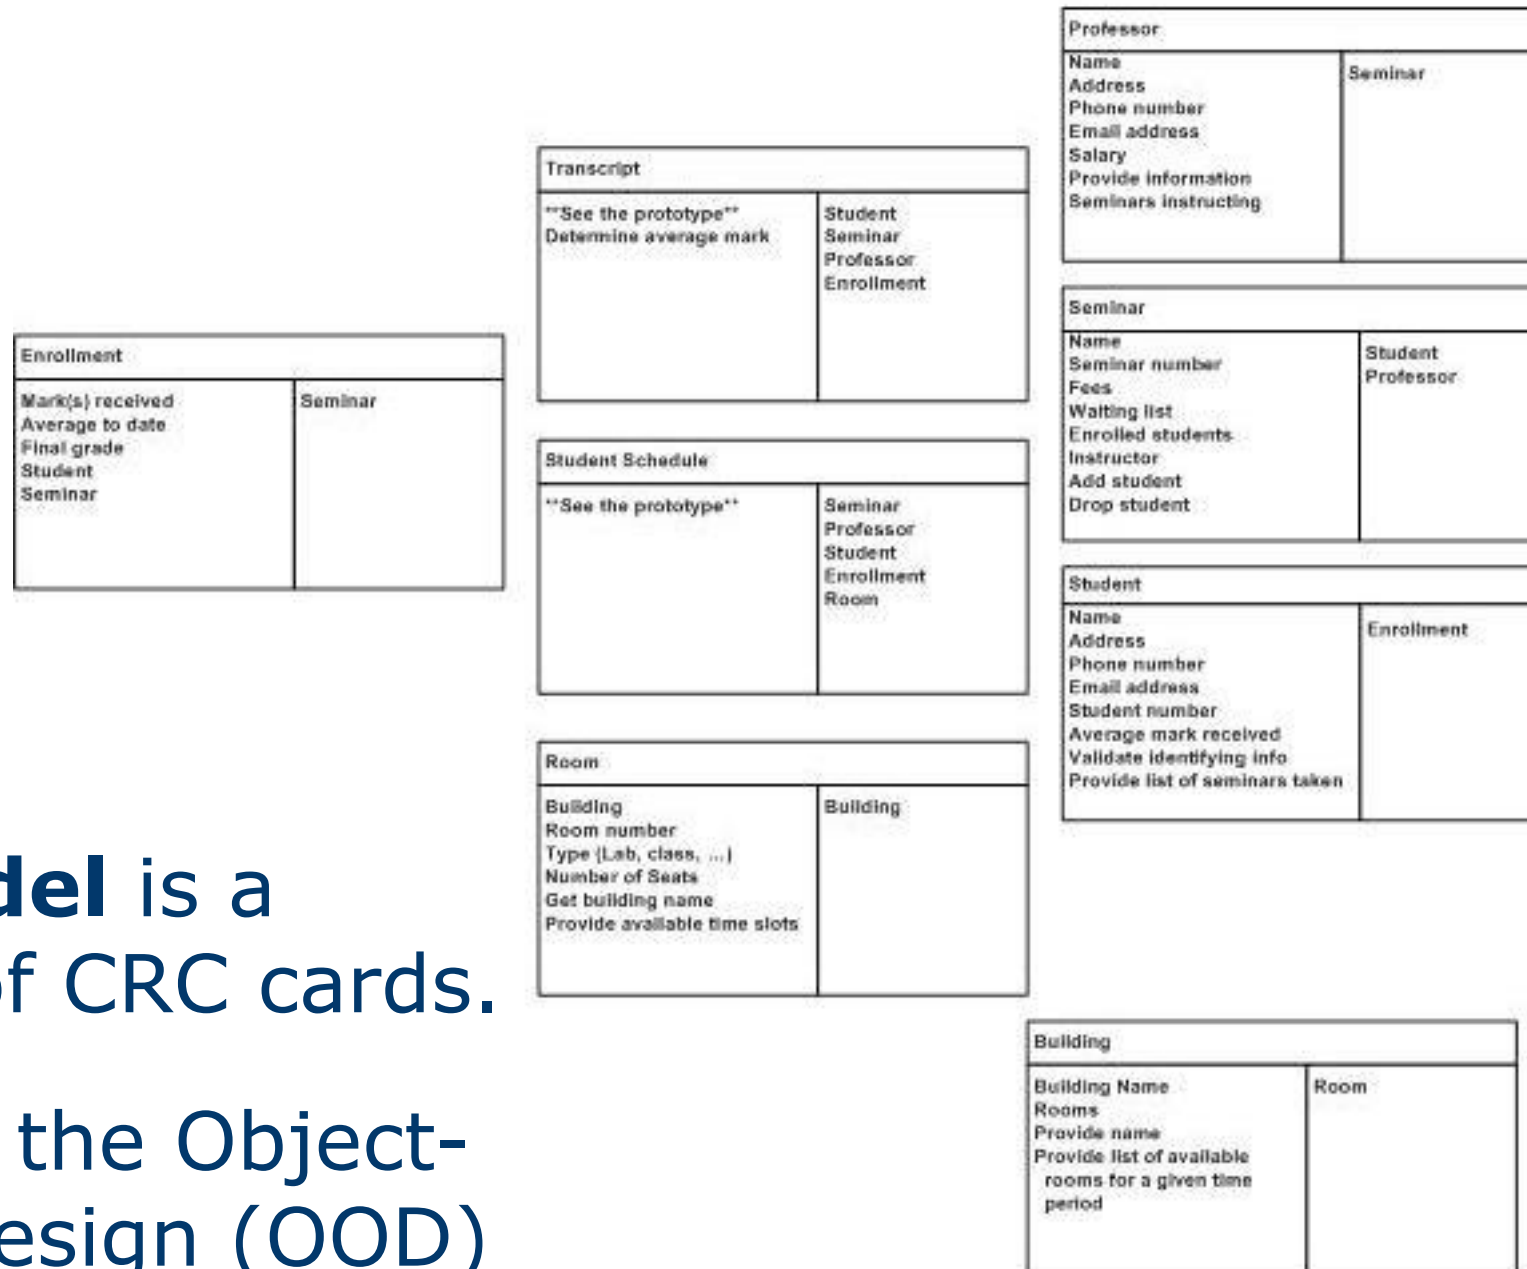 Enrollment
Mark(s) received
Average to date
Final grade
Student
Seminar
Seminar
Transcript
**See the prototype**
Determine average mark
Student
Seminar
Professor
Enrollment
Student Schedule
**See the prototype**
Seminar
Professor
Student
Enrollment
Room
Room
Building
Room number
Type (Lab, class, ...)
Number of Seats
Get building name
Provide available time slots
Building
Professor
Name
Address
Phone number
Email address
Salary
Provide information
Seminars instructing
Seminar
Seminar
Name
Seminar number
Fees
Waiting list
Enrolled students
Instructor
Add student
Drop student
Student
Professor
Student
Name
Address
Phone number
Email address
Student number
Average mark received
Validate identifying info
Provide list of seminars taken
Enrollment
Building
Building Name
Rooms
Provide name
Provide list of available
rooms for a given time
period
Room
del is a
of CRC cards.
the Object-
esign (OOD)